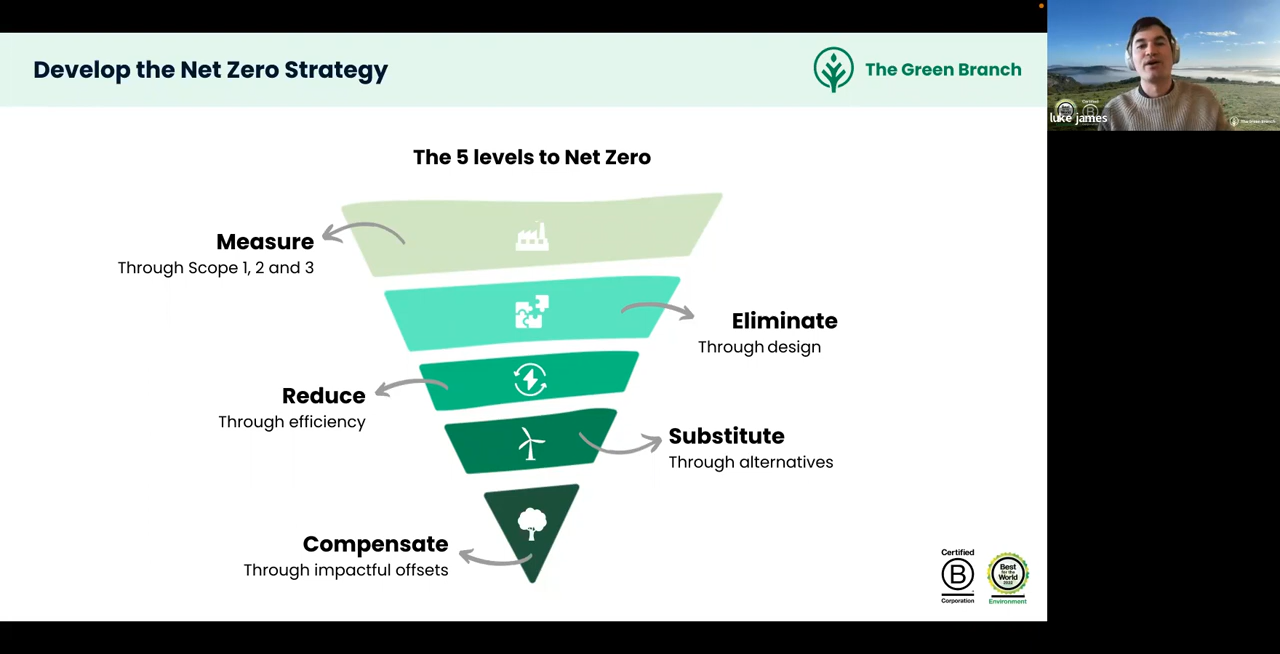 Develop the Net Zero Strategy
The Green Branch
luke james
The 5 levels to Net Zero
Measure
Through Scope 1, 2 and 3
Eliminate
Through design
Reduce
Through efficiency
Substitute
Through alternatives
Compensate
Through impactful offsets
Certified
B
Corporation
Best
for the
World
2022
Environment